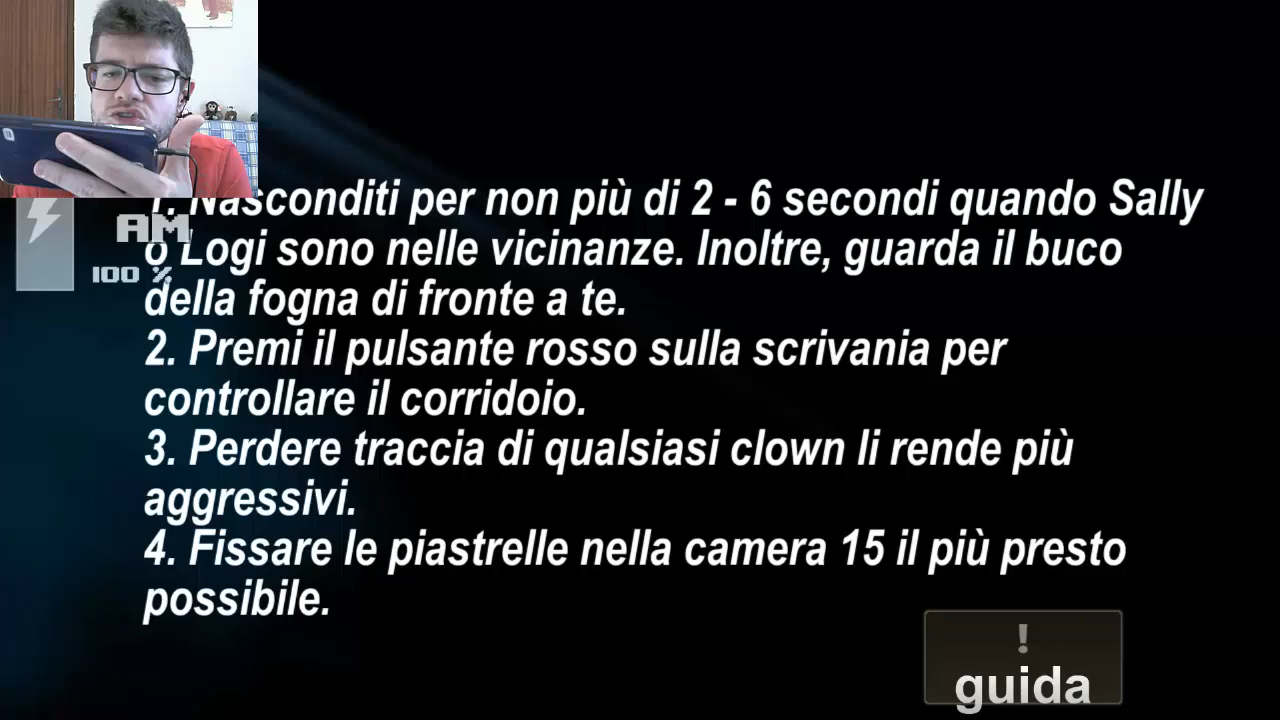 1. Nasconditi per non più di 2 - 6 secondi quando Sally
o Logi sono nelle vicinanze. Inoltre, guarda il buco
della fogna di fronte a te.
2. Premi il pulsante rosso sulla scrivania per
controllare il corridoio.
3. Perdere traccia di qualsiasi clown li rende più
aggressivi.
4. Fissare le piastrelle nella camera 15 il più presto
possibile.
AM
100 %
!
guida